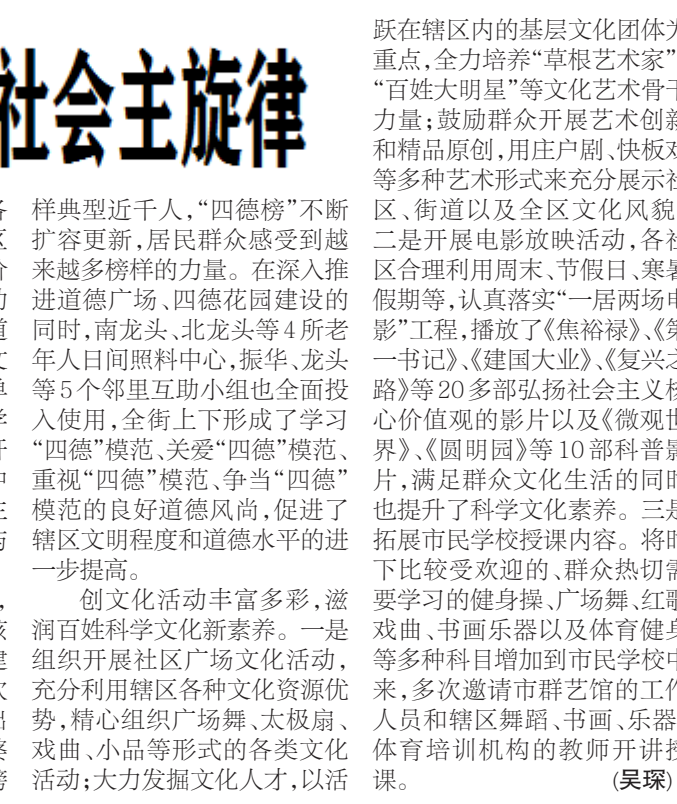 社会主旋律
样典型近千人，“四德榜”不断
扩容更新，居民群众感受到越
来越多榜样的力量。在深入推
进道德广场、四德花园建设的
同时，南龙头、北龙头等4所老
年人日间照料中心，振华、龙头
等5个邻里互助小组也全面投
入使用，全街上下形成了学习
“四德”模范、关爱“四德”模范、
重视“四德”模范、争当“四德”
模范的良好道德风尚，促进了
辖区文明程度和道德水平的进
一步提高。
创文化活动丰富多彩，滋
润百姓科学文化新素养。一是
组织开展社区广场文化活动，
充分利用辖区各种文化资源优
势，精心组织广场舞、太极扇、
戏曲、小品等形式的各类文化
活动；大力发掘文化人才，以活
跃在辖区内的基层文化团体为
重点，全力培养“草根艺术家”
“百姓大明星”等文化艺术骨干
力量；鼓励群众开展艺术创新
和精品原创，用庄户剧、快板戏
等多种艺术形式来充分展示社
区、街道以及全区文化风貌
二是开展电影放映活动，各社
区合理利用周末、节假日、寒暑
假期等，认真落实“一居两场电
影”工程，播放了《焦裕禄》、《第
一书记》、《建国大业》、《复兴之
路》等20多部弘扬社会主义核
心价值观的影片以及《微观世
界》、《圆明园》等10部科普影
片，满足群众文化生活的同时
也提升了科学文化素养。三是
拓展市民学校授课内容。将时
下比较受欢迎的、群众热切需
要学习的健身操、广场舞、红歌
戏曲、书画乐器以及体育健身
等多种科目增加到市民学校中
来，多次邀请市群艺馆的工作
人员和辖区舞蹈、书画、乐器
体育培训机构的教师开讲授
课。 (吴琛)